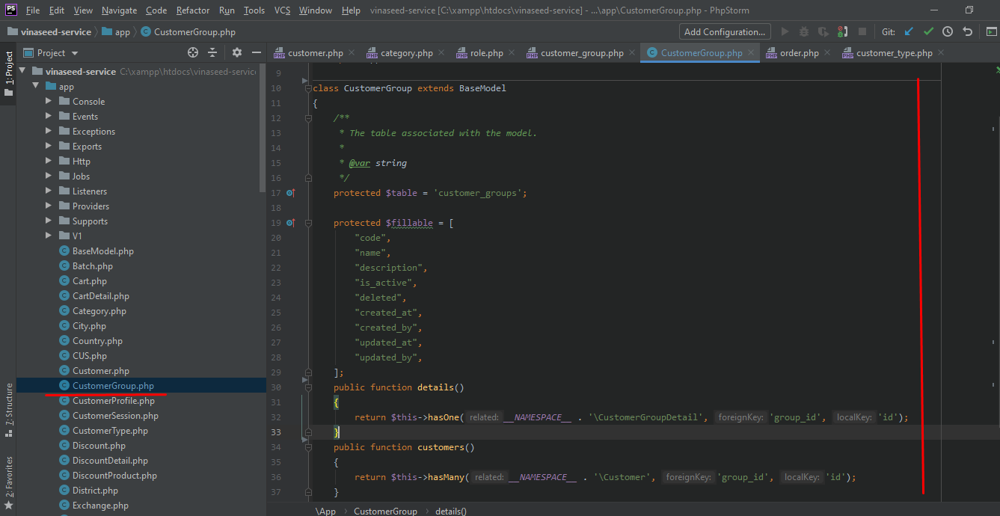 PS File Edit View Navigate Code Refactor Run Tools VCS Window Help vinaseed-service [C:\xampp\htdocs\vinaseed-service] - ...\app\CustomerGroup.php - PhpStorm
vinaseed-service app CustomerGroup.php Add Configuration... Git:
Project customer.php category.php role.php customer_group.php CustomerGroup.php order.php customer_type.php
1: Project
7: Structure
2: Favorites
vinaseed-service C:\xampp\htdocs\vinaseed-servic
app
Console
Events
Exceptions
Exports
Http
Jobs
Listeners
Providers
Supports
V1
BaseModel.php
Batch.php
Cart.php
CartDetail.php
Category.php
City.php
Country.php
CUS.php
Customer.php
CustomerGroup.php
CustomerProfile.php
CustomerSession.php
CustomerType.php
Discount.php
DiscountDetail.php
DiscountProduct.php
District.php
Exchange.php
9
10 class CustomerGroup extends BaseModel
11 {
12 /**
13 * The table associated with the model.
14 *
15 * @var string
16 */
17 protected $table = 'customer_groups';
18
19 protected $fillable = [
20 "code",
21 "name",
22 "description",
23 "is_active",
24 "deleted",
25 "created_at",
26 "created_by",
27 "updated_at",
28 "updated_by",
29 ];
30 public function details()
31 {
32 return $this->hasOne( related: __NAMESPACE__ . '\CustomerGroupDetail', foreignKey: 'group_id', localKey: 'id');
33 }
34 public function customers()
35 {
36 return $this->hasMany( related: __NAMESPACE__ . '\Customer', foreignKey: 'group_id', localKey: 'id');
37 }
\App CustomerGroup details()